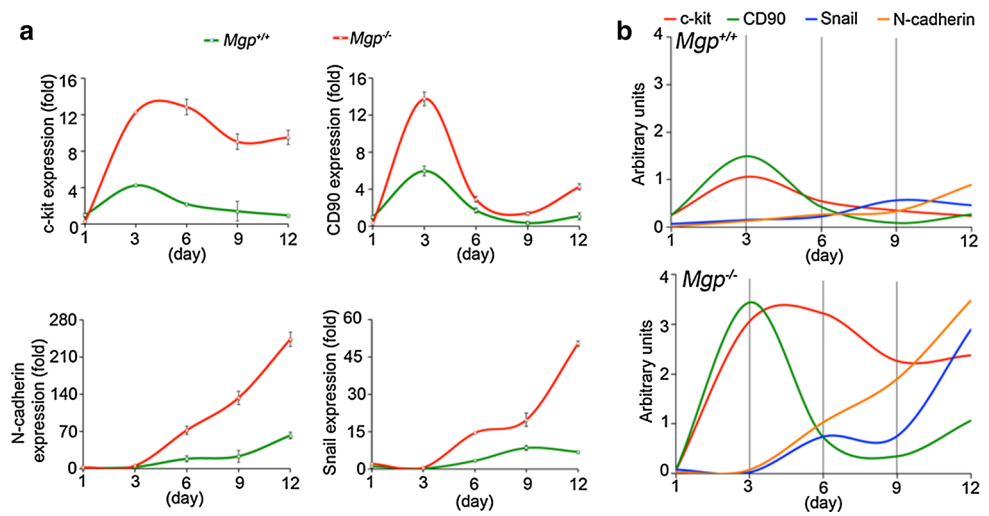 a
Mgp+/+ Mgp-/-
c-kit expression (fold)
16
12
8
4
0
1 3 6 9 12
(day)
CD90 expression (fold)
16
12
8
4
0
1 3 6 9 12
(day)
N-cadherin
expression (fold)
280
210
140
70
0
1 3 6 9 12
(day)
Snail expression (fold)
60
45
30
15
0
1 3 6 9 12
(day)
b
c-kit CD90 Snail N-cadherin
Mgp+/+
Arbitrary units
4
3
2
1
0
1 3 6 9 12
(day)
Mgp-/-
Arbitrary units
4
3
2
1
0
1 3 6 9 12
(day)